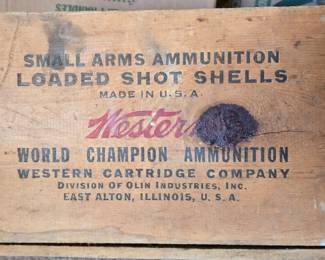 SMALL ARMS AMMUNITION
LOADED SHOT SHELLS
MADE IN U.S.A.
Wester
WORLD CHAMPION AMMUNITION
WESTERN CARTRIDGE COMPANY
DIVISION OF OLIN INDUSTRIES, INC.
EAST ALTON, ILLINOIS, U. S. A.